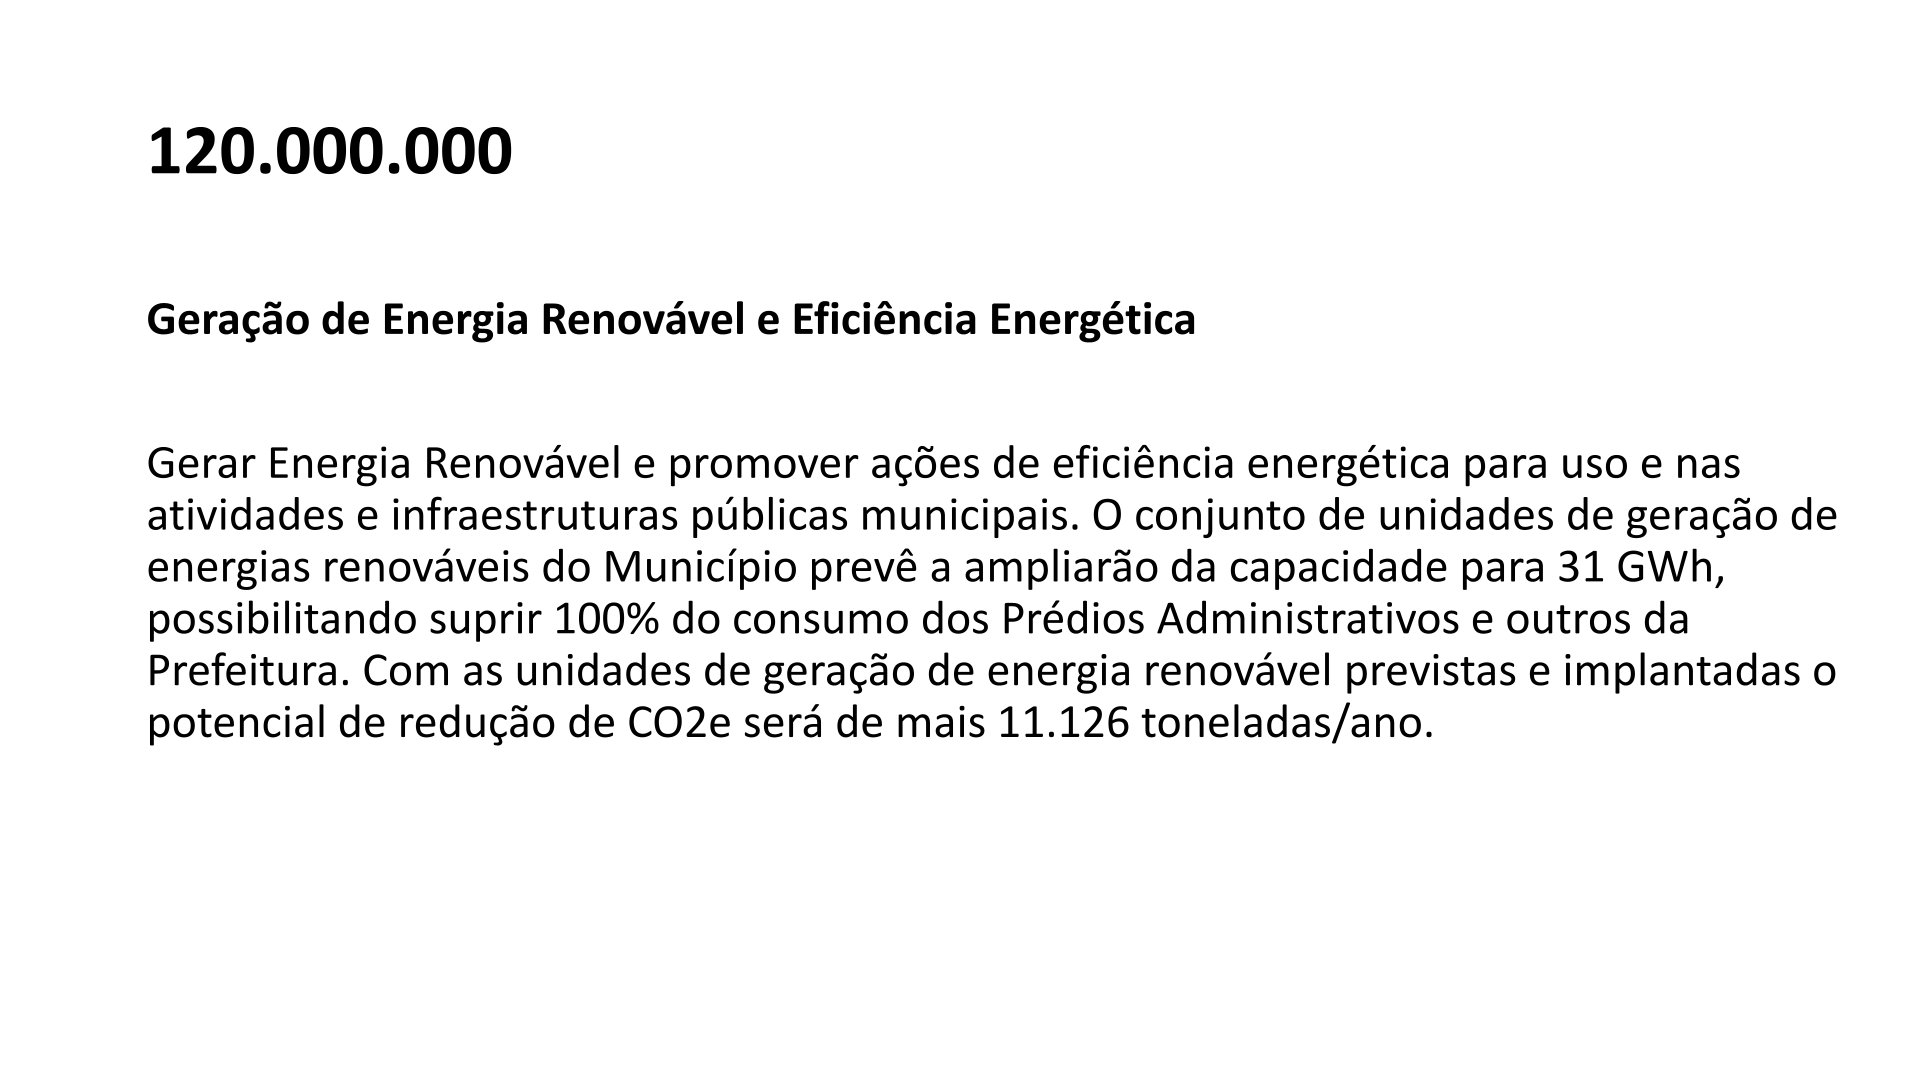 120.000.000
Geração de Energia Renovável e Eficiência Energética
Gerar Energia Renovável e promover ações de eficiência energética para uso e nas
atividades e infraestruturas públicas municipais. O conjunto de unidades de geração de
energias renováveis do Município prevê a ampliarão da capacidade para 31 GWh,
possibilitando suprir 100% do consumo dos Prédios Administrativos e outros da
Prefeitura. Com as unidades de geração de energia renovável previstas e implantadas o
potencial de redução de CO2e será de mais 11.126 toneladas/ano.